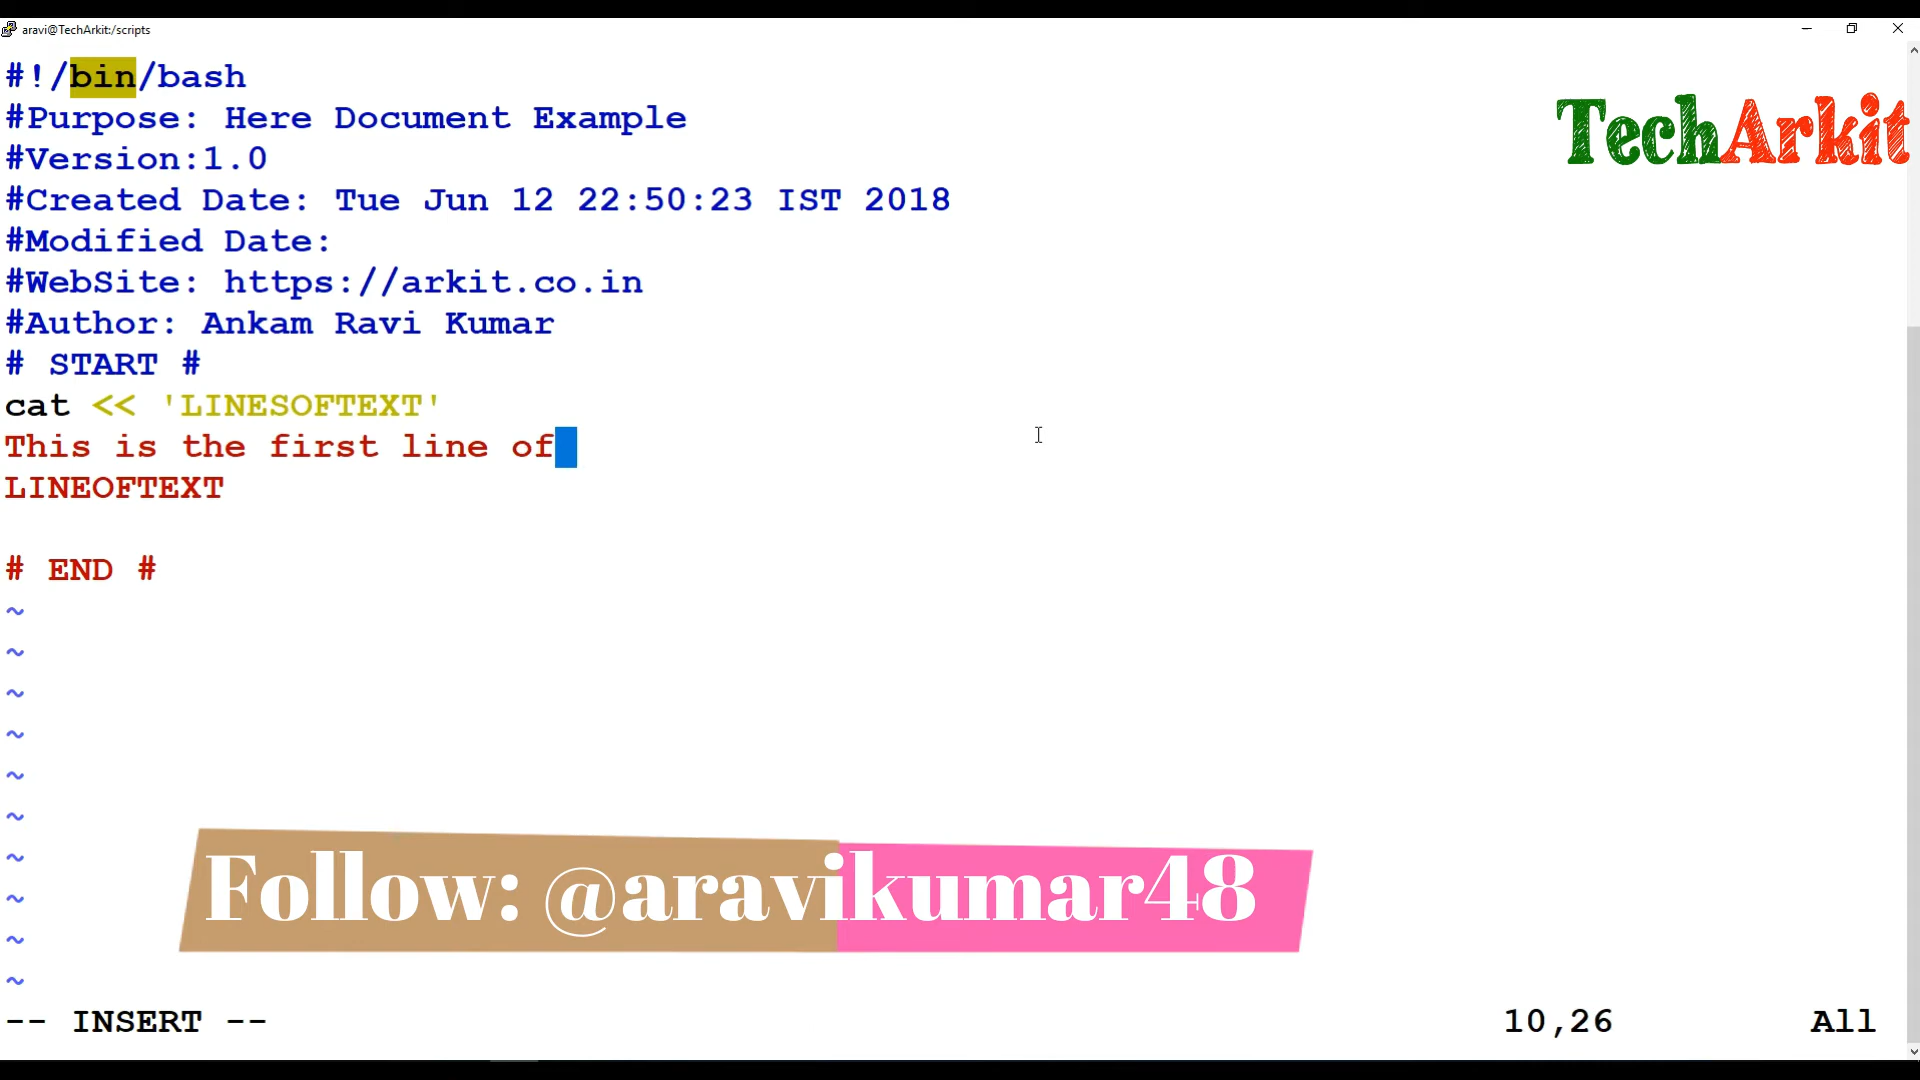 aravi@TechArkit:/scripts
#!/bin/bash
#Purpose: Here Document Example
#Version:1.0
#Created Date: Tue Jun 12 22:50:23 IST 2018
#Modified Date:
#WebSite: https://arkit.co.in
#Author: Ankam Ravi Kumar
# START #
cat << 'LINESOFTEXT'
This is the first line of
LINEOFTEXT
# END #
~
~
~
~
~
~
~
~
~
~
-- INSERT --
10,26
All
TechArkit
Follow: @aravikumar48